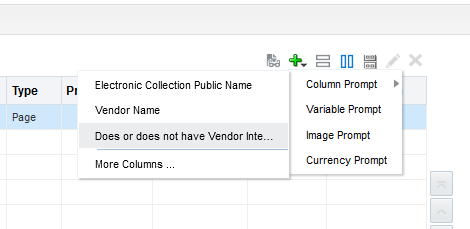 Type
Pr
Page
Electronic Collection Public Name
Vendor Name
Does or does not have Vendor Inte...
More Columns ...
Column Prompt
Variable Prompt
Image Prompt
Currency Prompt